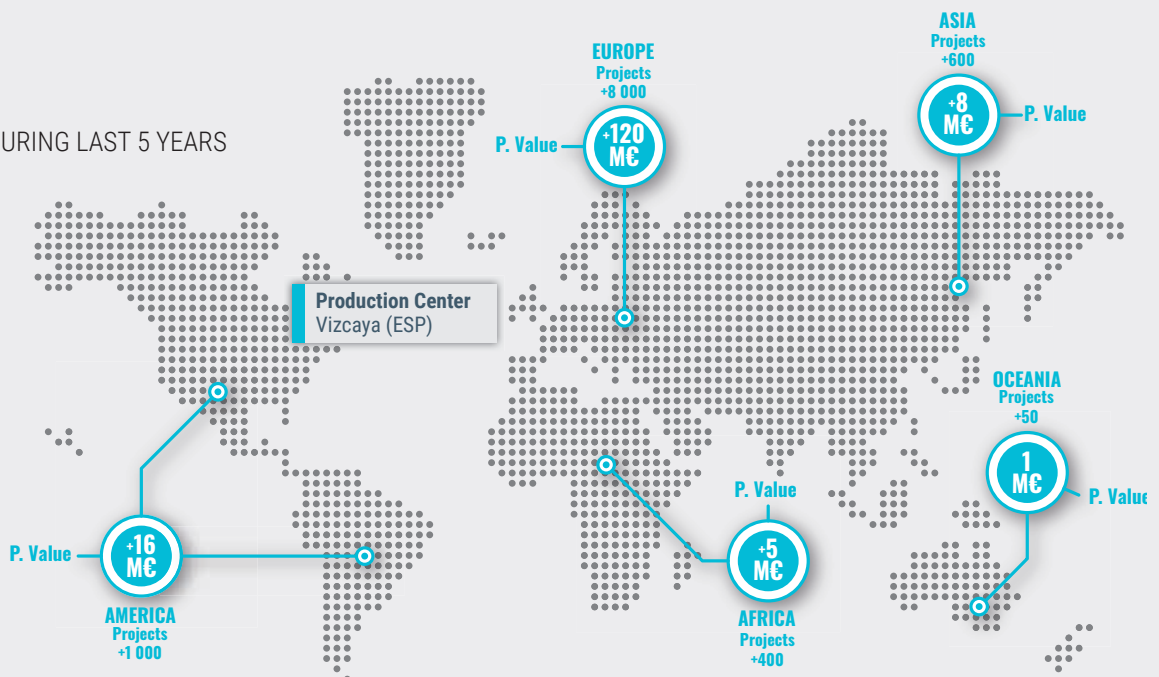 ASIA
Projects
+600
+8
M€
P. Value
EUROPE
Projects
+8 000
P. Value
+120
M€
URING LAST 5 YEARS
Production Center
Vizcaya (ESP)
OCEANIA
Projects
+50
1
M€
P. Value
P. Value
+5
M€
AFRICA
Projects
+400
P. Value
+16
M€
AMERICA
Projects
+1 000